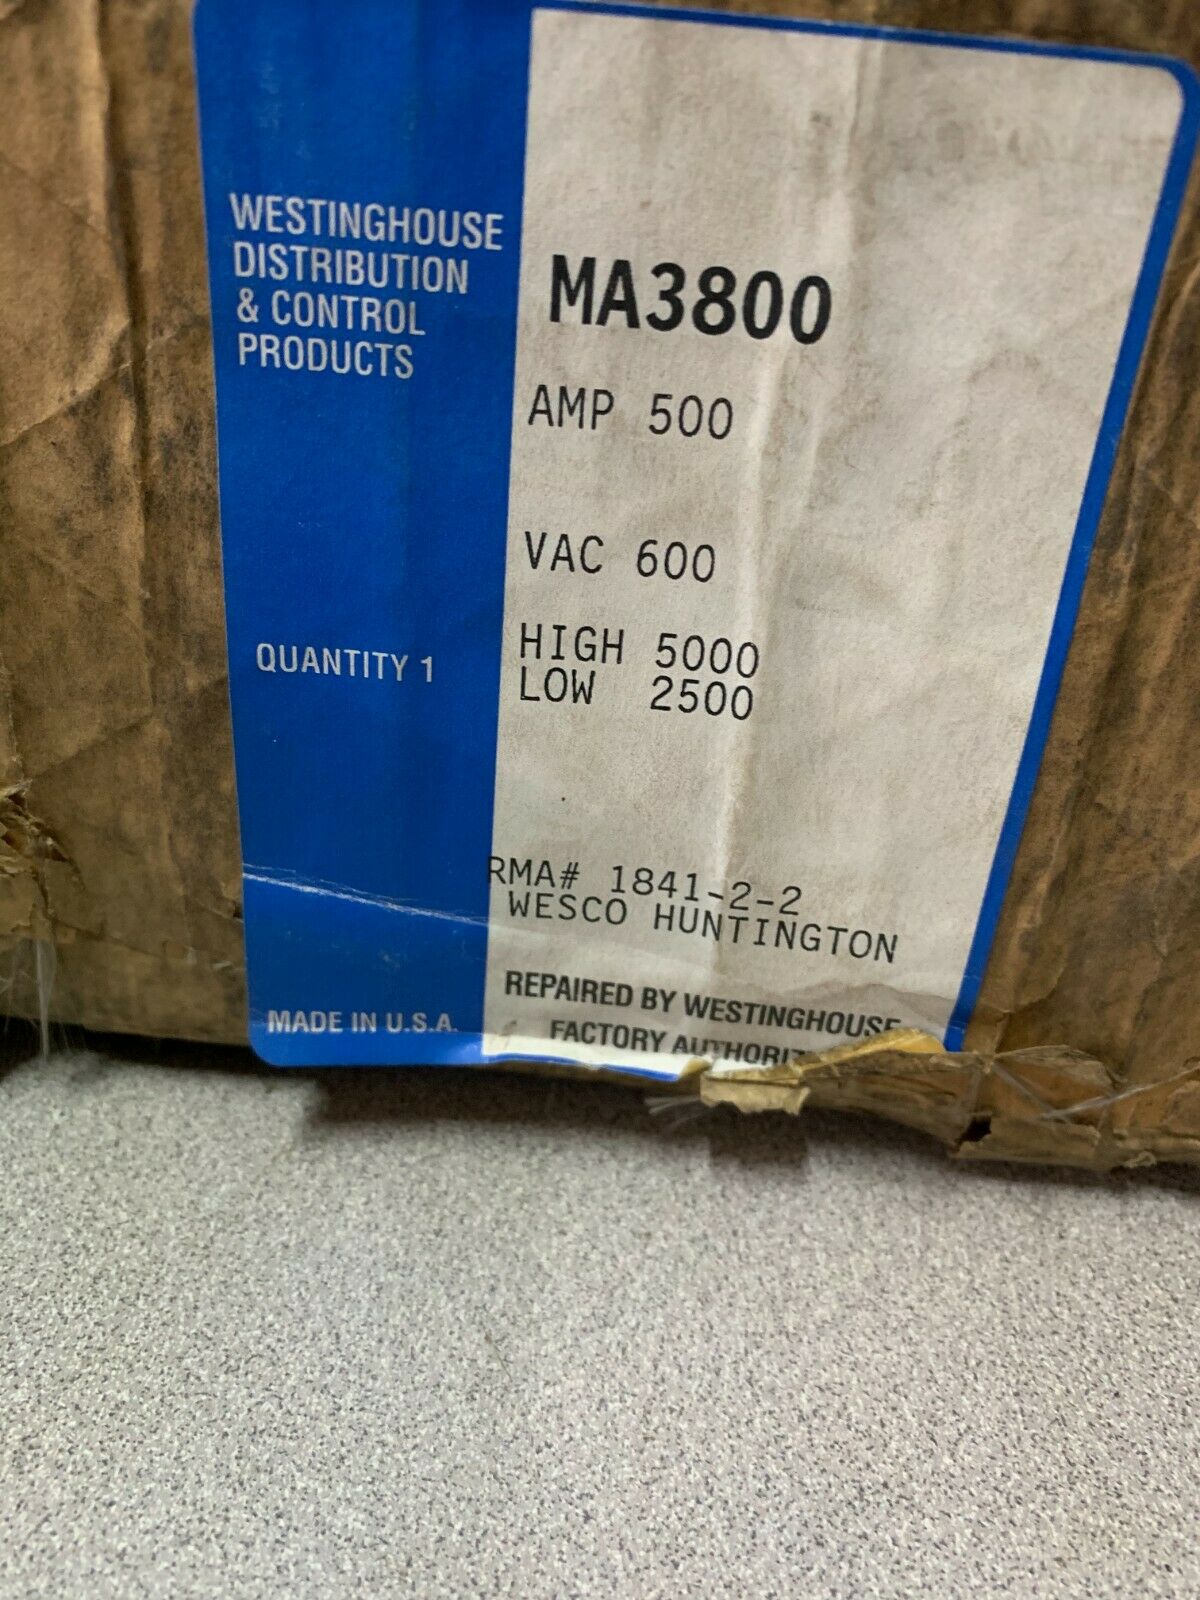 WESTINGHOUSE
DISTRIBUTION
& CONTROL
PRODUCTS
QUANTITY 1
MADE IN U.S.A.
MA3800
AMP 500
VAC 600
HIGH 5000
LOW 2500
RMA# 1841-2-2
WESCO HUNTINGTON
REPAIRED BY WESTINGHOUSE
FACTORY